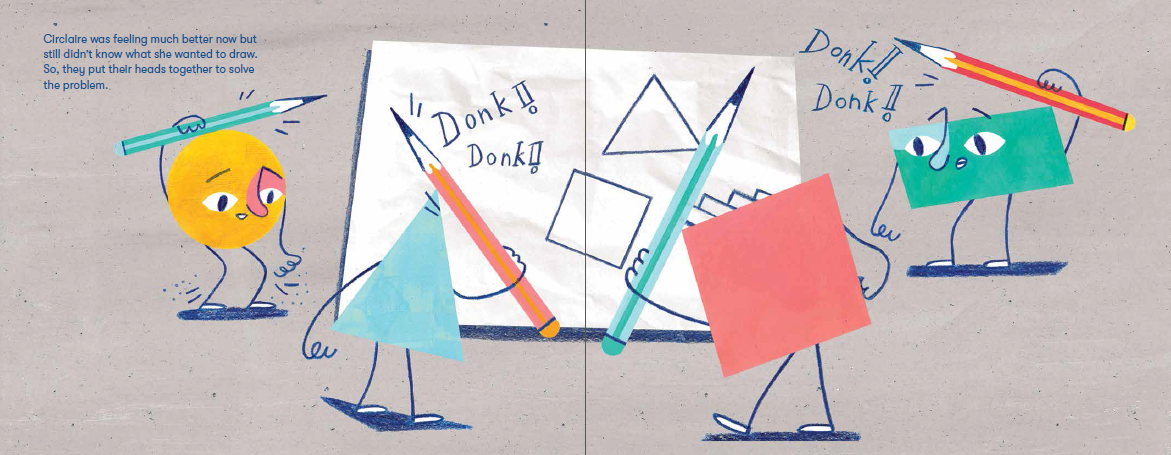 Circlaire was feeling much better now but
still didn't know what she wanted to draw.
So, they put their heads together to solve
the problem.
Donk!!
Donk!!
Donk!!
Donk!!